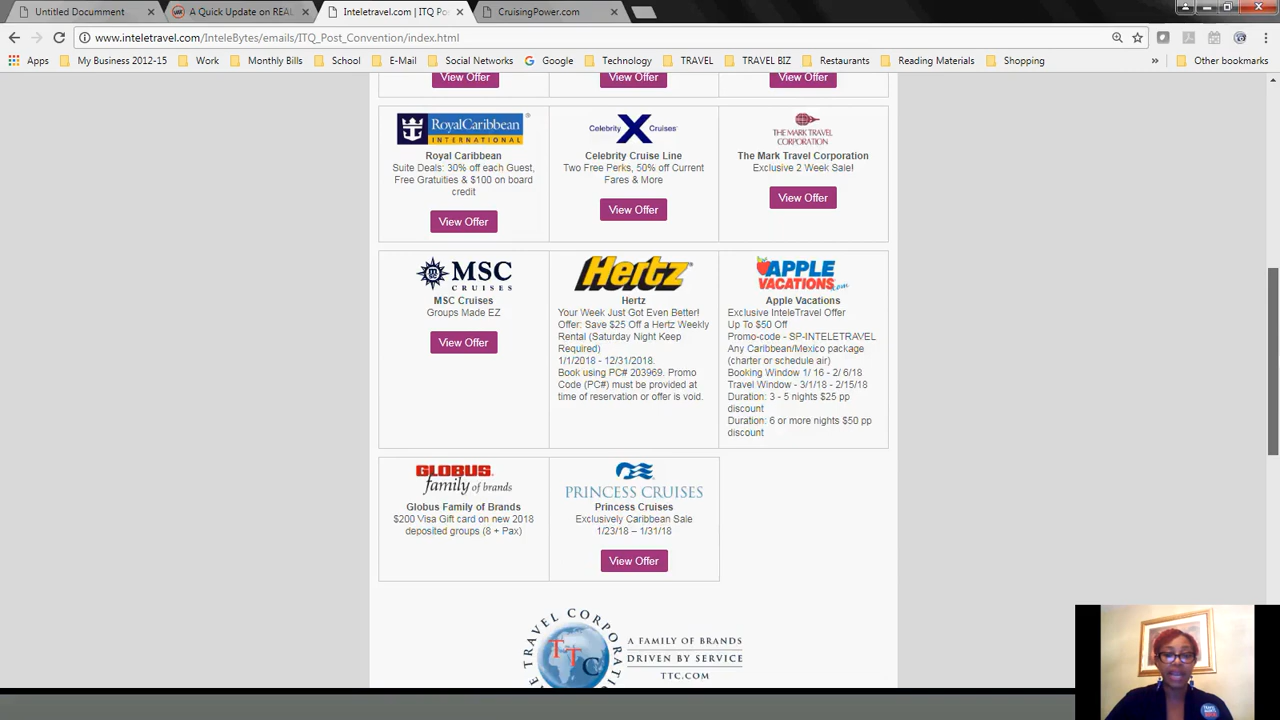 Untitled Documment
A Quick Update on REAL
Inteletravel.com | ITQ Po
CruisingPower.com
www.inteletravel.com/InteleBytes/emails/ITQ_Post_Convention/index.html
Apps
My Business 2012-15
Work
Monthly Bills
School
E-Mail
Social Networks
Google
Technology
TRAVEL
TRAVEL BIZ
Restaurants
Reading Materials
Shopping
»
Other bookmarks
View Offer
View Offer
View Offer
RoyalCaribbean
INTERNATIONAL
Royal Caribbean
Suite Deals: 30% off each Guest,
Free Gratuities & $100 on board
credit
View Offer
Celebrity X Cruises
Celebrity Cruise Line
Two Free Perks, 50% off Current
Fares & More
View Offer
THE MARK TRAVEL
CORPORATION
The Mark Travel Corporation
Exclusive 2 Week Sale!
View Offer
MSC
CRUISES
MSC Cruises
Groups Made EZ
View Offer
Hertz
Hertz
Your Week Just Got Even Better!
Offer: Save $25 Off a Hertz Weekly
Rental (Saturday Night Keep
Required)
1/1/2018 - 12/31/2018.
Book using PC# 203969. Promo
Code (PC#) must be provided at
time of reservation or offer is void.
APPLE
VACATIONS.com
Apple Vacations
Exclusive InteleTravel Offer
Up To $50 Off
Promo-code - SP-INTELETRAVEL
Any Caribbean/Mexico package
(charter or schedule air)
Booking Window 1/ 16 - 2/ 6/18
Travel Window - 3/1/18 - 2/15/18
Duration: 3 - 5 nights $25 pp
discount
Duration: 6 or more nights $50 pp
discount
GLOBUS
family of brands
Globus Family of Brands
$200 Visa Gift card on new 2018
deposited groups (8 + Pax)
PRINCESS CRUISES
Princess Cruises
Exclusively Caribbean Sale
1/23/18 – 1/31/18
View Offer
THE TRAVEL CORPORATION
TTC
A FAMILY OF BRANDS
DRIVEN BY SERVICE
TTC.COM